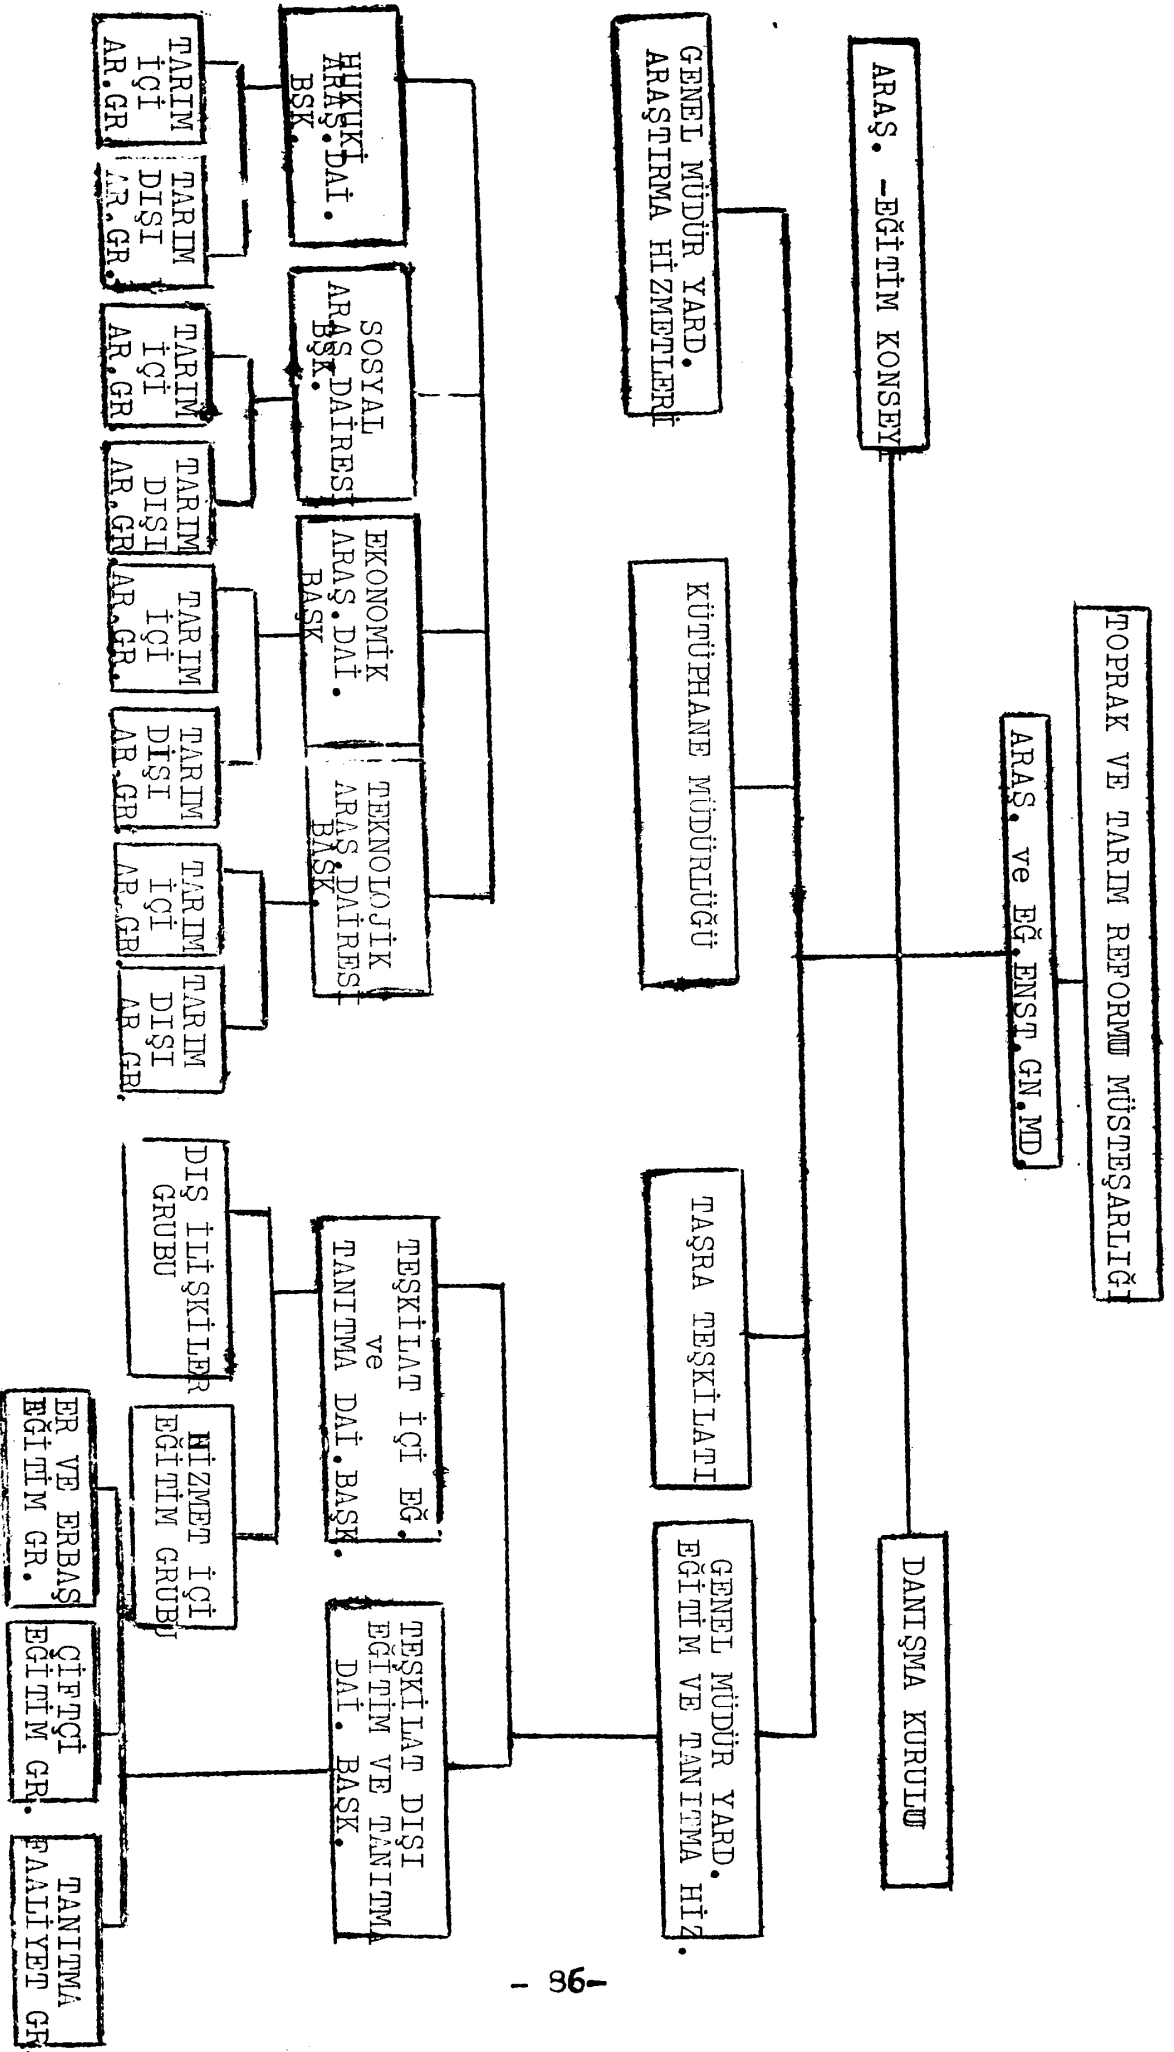 TOPRAK VE TARIM REFORMU MÜSTEŞARLIĞI
ARAŞ. ve EĞ.ENST.GN.MD.
ARAŞ. -EĞİTİM KONSEYİ
DANIŞMA KURULU
GENEL MÜDÜR YARD.
ARAŞTIRMA HİZMETLERİ
KÜTÜPHANE MÜDÜRLÜĞÜ
TAŞRA TEŞKİLATI
GENEL MÜDÜR YARD.
EĞİTİM VE TANITMA HİZ.
HUKUKİ
ARAŞ.DAİ.
BŞK.
SOSYAL
ARAŞ.DAİRESİ
BŞK.
EKONOMİK
ARAŞ.DAİ.
BAŞK
TEKNOLOJİK
ARAŞ.DAİRESİ
BAŞK.
TEŞKİLAT İÇİ EĞ.
ve
TANITMA DAİ.BAŞK.
TEŞKİLAT DIŞI
EĞİTİM VE TANITMA
DAİ. BAŞK.
TARIM
İÇİ
AR.GR.
TARIM
DIŞI
AR.GR.
TARIM
İÇİ
AR.GR.
TARIM
DIŞI
AR.GR.
TARIM
İÇİ
AR.GR.
TARIM
DIŞI
AR.GR.
TARIM
İÇİ
AR.GR.
TARIM
DIŞI
AR.GR.
DIŞ İLİŞKİLER
GRUBU
HİZMET İÇİ
EĞİTİM GRUBU
ER VE ERBAŞ
EĞİTİM GR.
ÇİFTÇİ
EĞİTİM GR.
TANITMA
FAALİYET GR.
- 86-